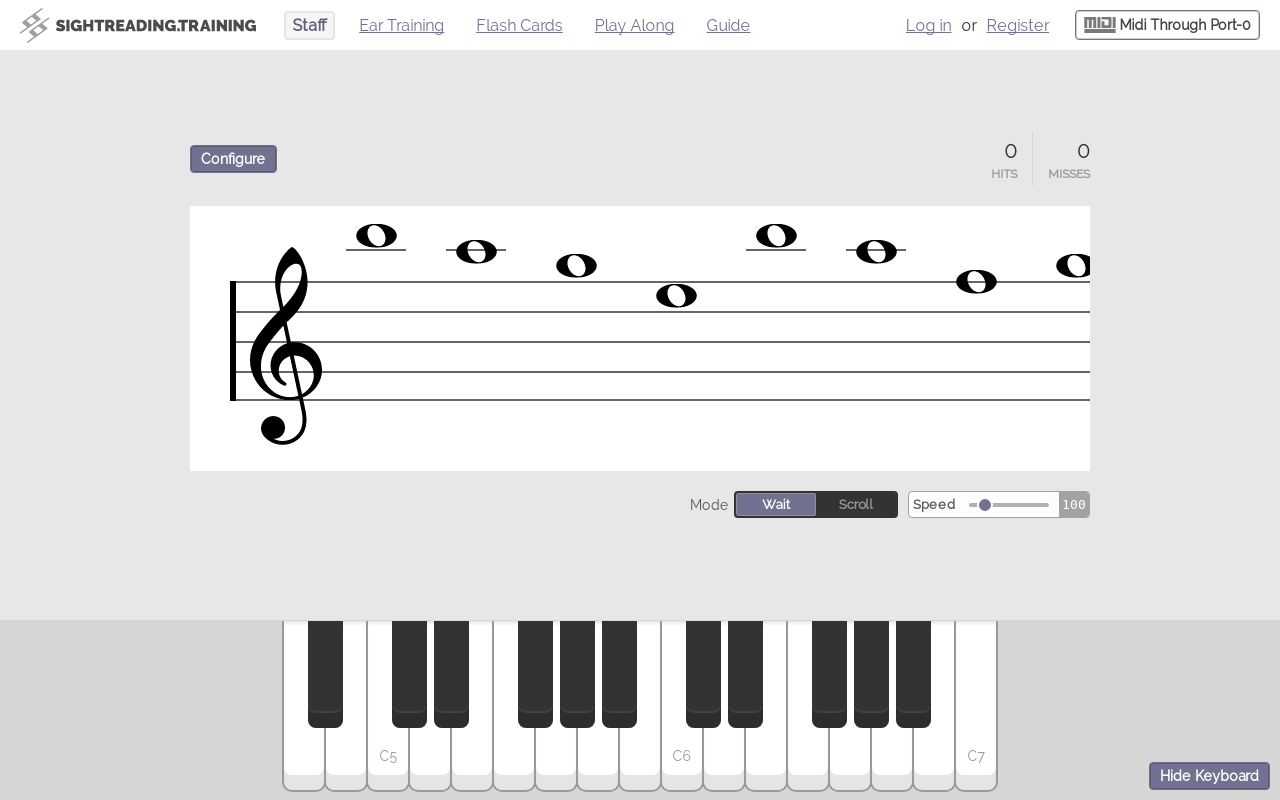 SIGHTREADING.TRAINING Staff Ear Training Flash Cards Play Along Guide Log in or Register MIDI Midi Through Port-0
Configure
0 0
HITS MISSES
Mode Wait Scroll Speed 100
C5 C6 C7
Hide Keyboard